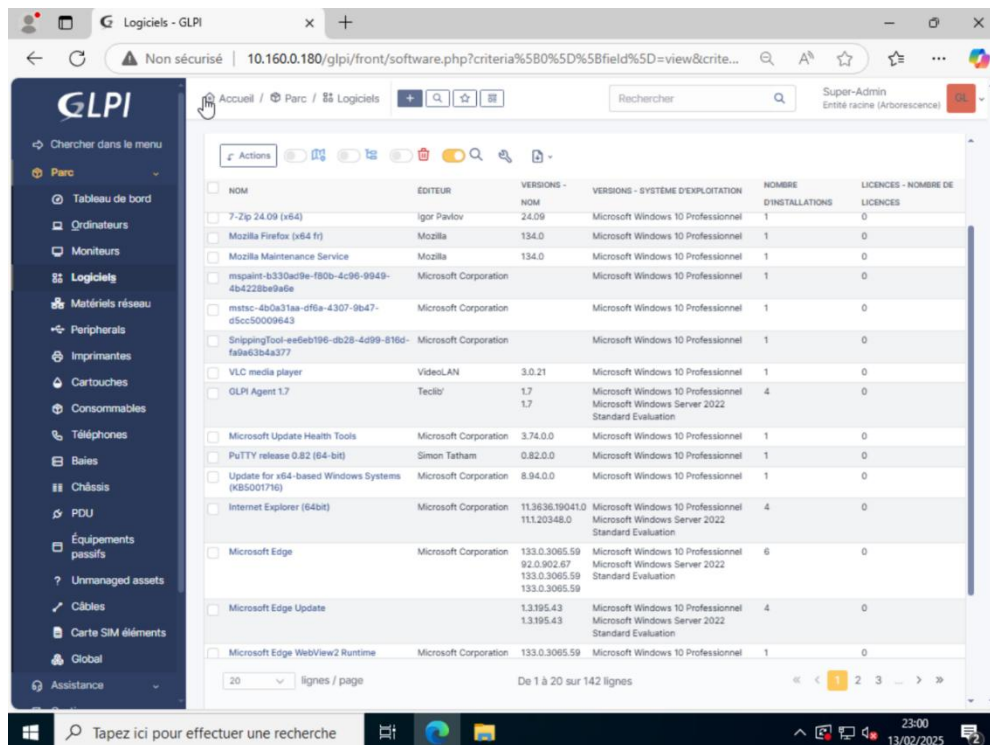 Logiciels - GLPI
Non sécurisé | 10.160.0.180/glpi/front/software.php?criteria%5B0%5D%5Bfield%5D=view&crite...
GLPI
Accueil / Parc / Logiciels
Rechercher
Super-Admin
Entité racine (Arborescence)
GL
Chercher dans le menu
Parc
Tableau de bord
Ordinateurs
Moniteurs
Logiciels
Matériels réseau
Peripherals
Imprimantes
Cartouches
Consommables
Téléphones
Baies
Châssis
PDU
Équipements
passifs
Unmanaged assets
Câbles
Carte SIM éléments
Global
Assistance
Actions
NOM ÉDITEUR VERSIONS - NOM VERSIONS - SYSTÈME D'EXPLOITATION NOMBRE D'INSTALLATIONS LICENCES - NOMBRE DE LICENCES
7-Zip 24.09 (x64) Igor Pavlov 24.09 Microsoft Windows 10 Professionnel 1 0
Mozilla Firefox (x64 fr) Mozilla 134.0 Microsoft Windows 10 Professionnel 1 0
Mozilla Maintenance Service Mozilla 134.0 Microsoft Windows 10 Professionnel 1 0
mspaint-b330ad9e-f80b-4c96-9949- Microsoft Corporation Microsoft Windows 10 Professionnel 1 0
4b4228be9a6e
mstsc-4b0a31aa-df6a-4307-9b47- Microsoft Corporation Microsoft Windows 10 Professionnel 1 0
d5cc50009643
SnippingTool-ee6eb196-db28-4d99-816d- Microsoft Corporation Microsoft Windows 10 Professionnel 1 0
fa9a63b4a377
VLC media player VideoLAN 3.0.21 Microsoft Windows 10 Professionnel 1 0
GLPI Agent 1.7 Teclib' 1.7 Microsoft Windows 10 Professionnel 4 0
1.7 Microsoft Windows Server 2022
Standard Evaluation
Microsoft Update Health Tools Microsoft Corporation 3.74.0.0 Microsoft Windows 10 Professionnel 1 0
PuTTY release 0.82 (64-bit) Simon Tatham 0.82.0.0 Microsoft Windows 10 Professionnel 1 0
Update for x64-based Windows Systems Microsoft Corporation 8.94.0.0 Microsoft Windows 10 Professionnel 1 0
(KB5001716)
Internet Explorer (64bit) Microsoft Corporation 11.3636.19041.0 Microsoft Windows 10 Professionnel 4 0
11.1.20348.0 Microsoft Windows Server 2022
Standard Evaluation
Microsoft Edge Microsoft Corporation 133.0.3065.59 Microsoft Windows 10 Professionnel 6 0
92.0.902.67 Microsoft Windows Server 2022
133.0.3065.59 Standard Evaluation
133.0.3065.59
Microsoft Edge Update 1.3.195.43 Microsoft Windows 10 Professionnel 4 0
1.3.195.43 Microsoft Windows Server 2022
Standard Evaluation
Microsoft Edge WebView2 Runtime Microsoft Corporation 133.0.3065.59 Microsoft Windows 10 Professionnel 1 0
20 lignes / page De 1 à 20 sur 142 lignes « < 1 2 3 ... > »
Tapez ici pour effectuer une recherche
23:00
13/02/2025
2